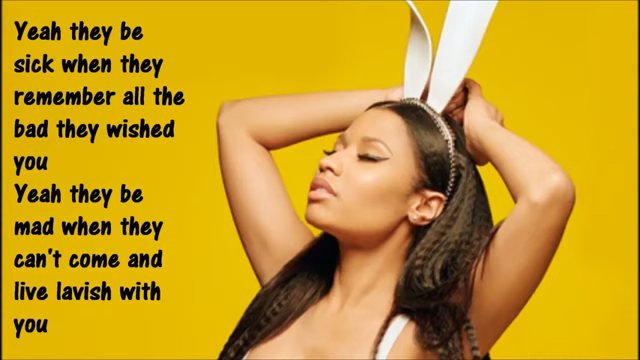 Yeah they be
sick when they
remember all the
bad they wished
you
Yeah they be
mad when they
can't come and
live lavish with
you